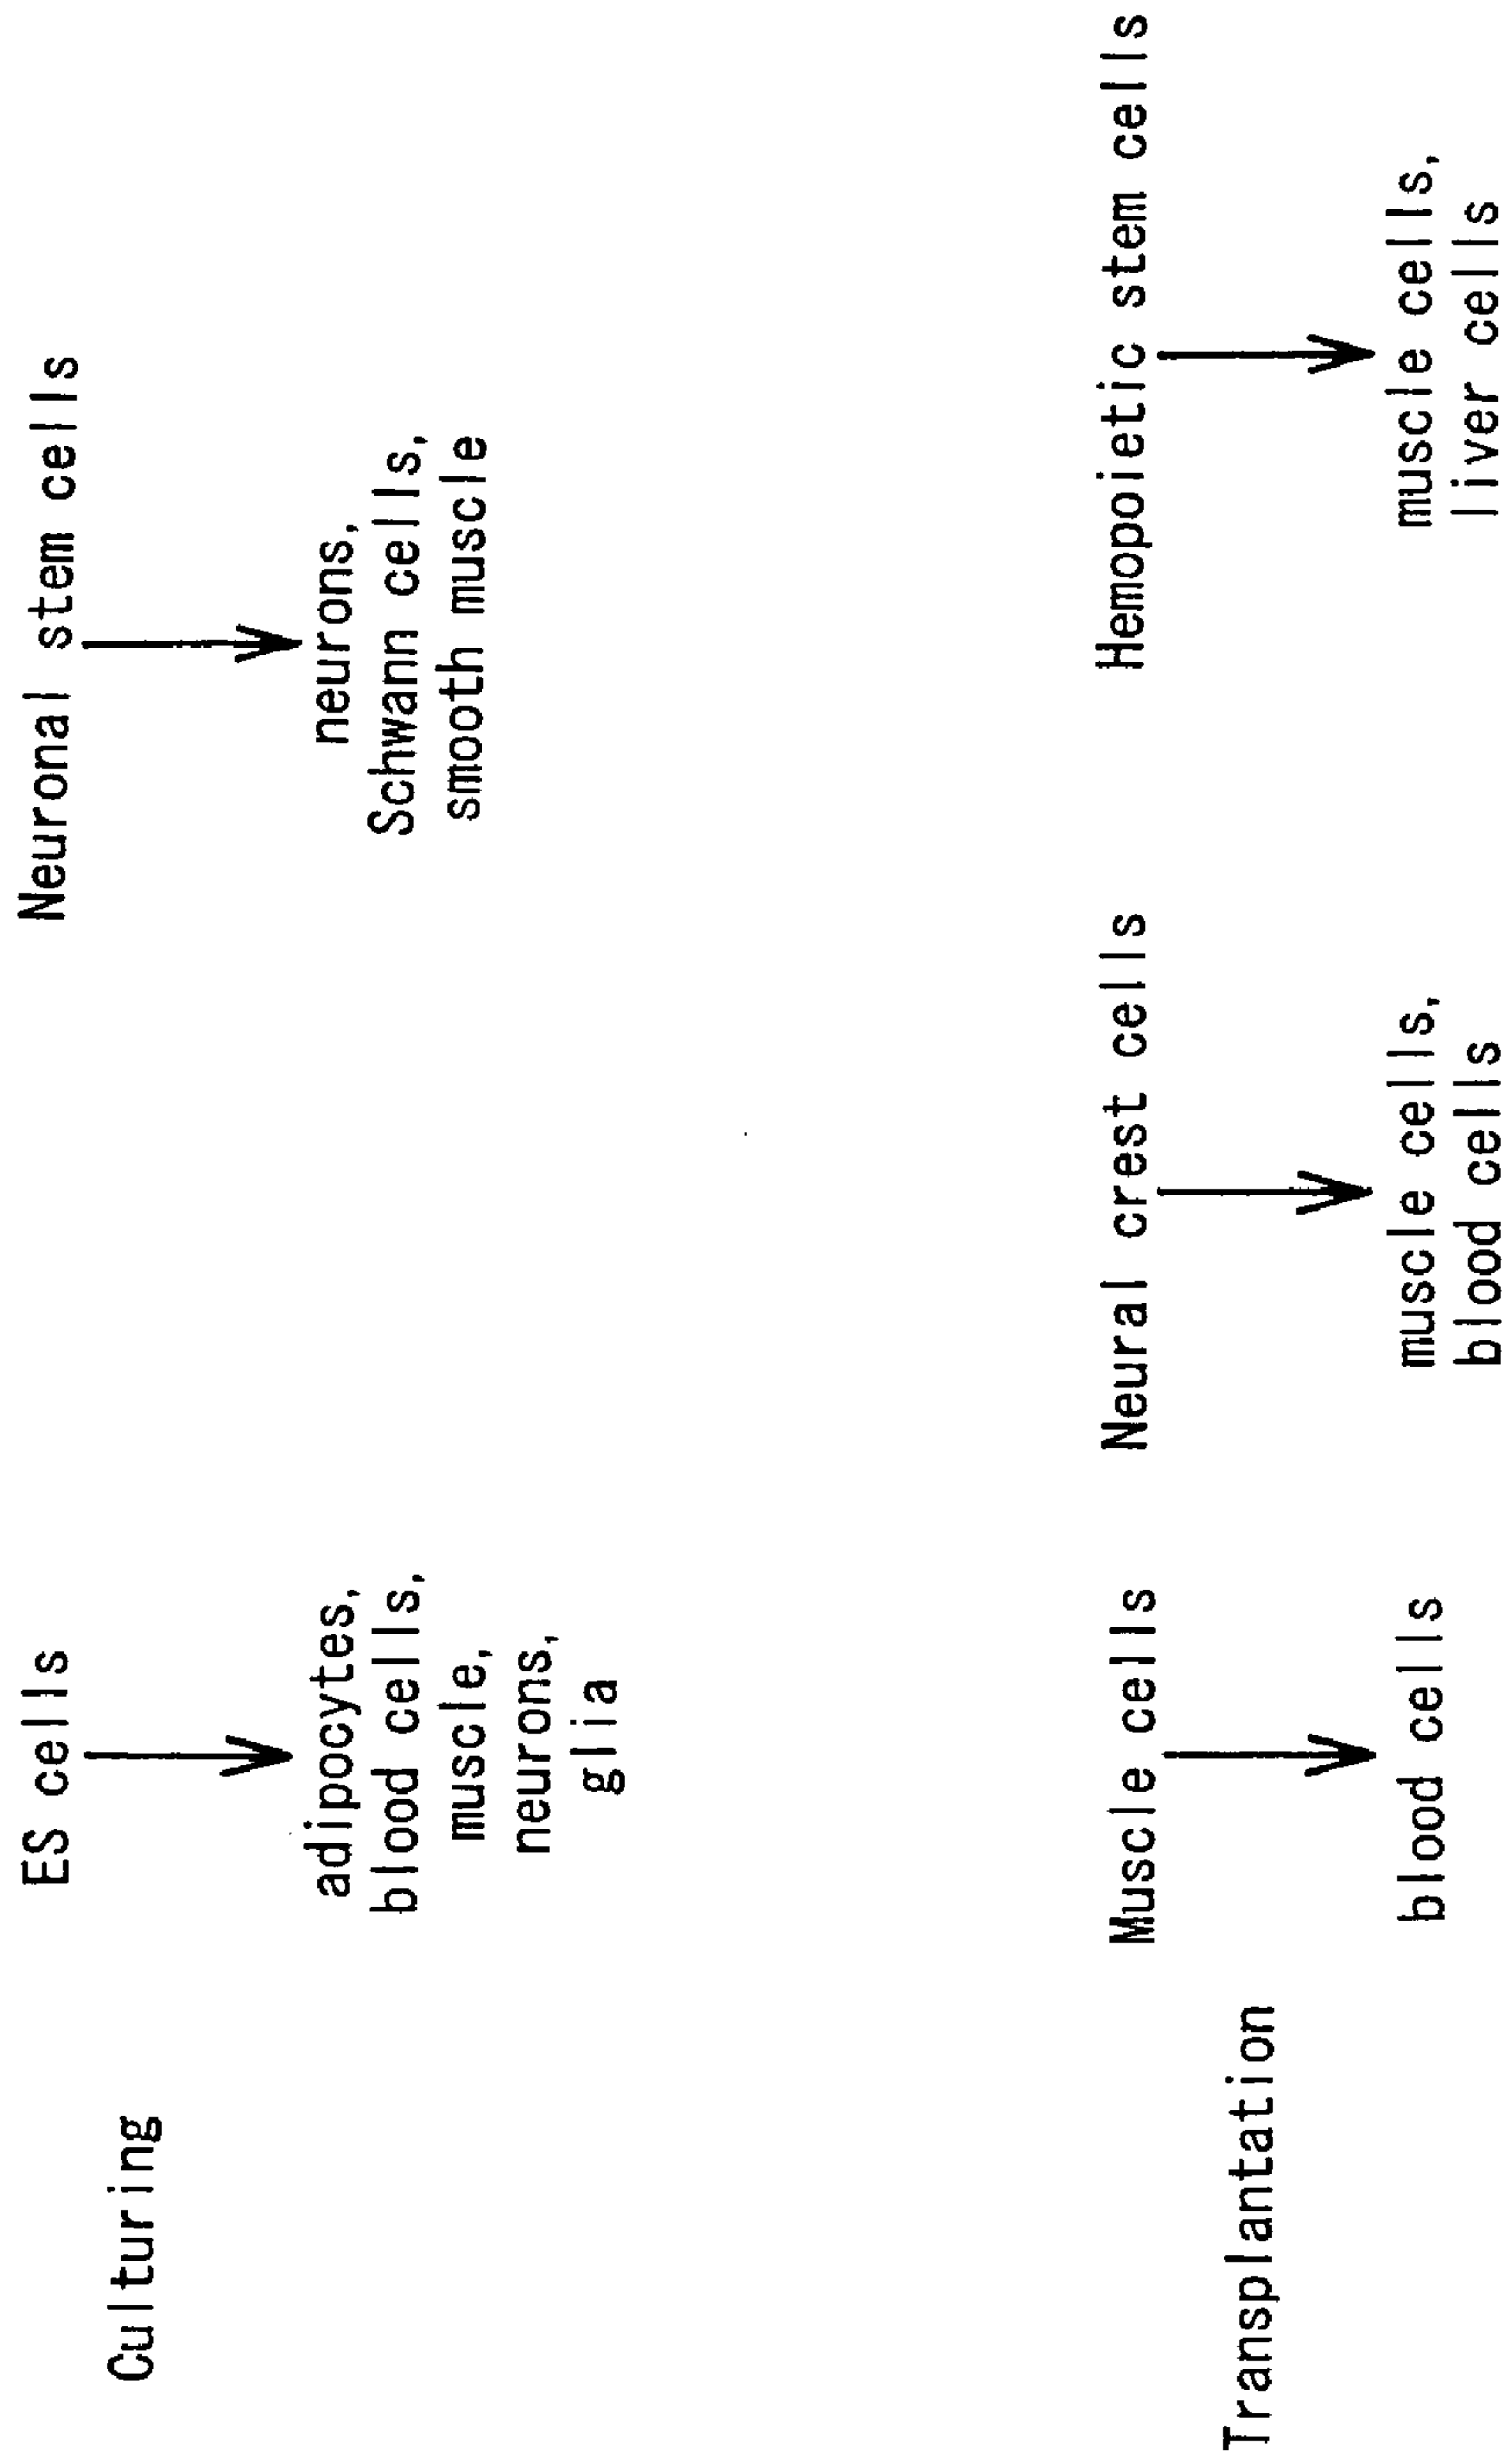 Culturing
ES cells
adipocytes,
blood cells,
muscle,
neurons,
glia
Neuronal stem cells
neurons,
Schwann cells,
smooth muscle
Transplantation
Muscle cells
blood cells
Neural crest cells
muscle cells,
blood cells
Hemopoietic stem cells
muscle cells,
liver cells